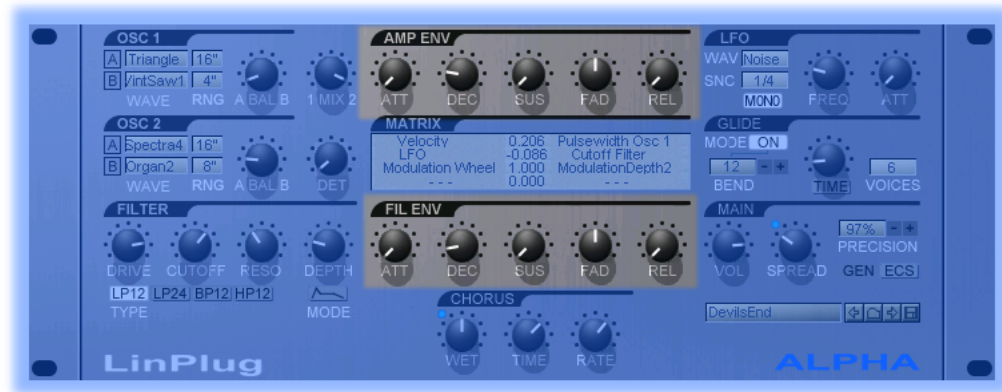 OSC 1
A Triangle 16"
B VintSaw1 4"
WAVE RNG A BAL B 1 MIX 2
AMP ENV
ATT DEC SUS FAD REL
LFO
WAV Noise
SNC 1/4
MONO FREQ ATT
OSC 2
A Spectra4 16"
B Organ2 8"
WAVE RNG A BAL B DET
MATRIX
Velocity 0.206 Pulsewidth Osc 1
LFO -0.086 Cutoff Filter
Modulation Wheel 1.000 ModulationDepth2
--- 0.000 ---
GLIDE
MODE ON
12 - + 6
BEND TIME VOICES
FILTER
DRIVE CUTOFF RESO DEPTH
LP12 LP24 BP12 HP12
TYPE MODE
FIL ENV
ATT DEC SUS FAD REL
MAIN
97% - +
PRECISION
VOL SPREAD GEN ECS
CHORUS
WET TIME RATE
DevilsEnd
LinPlug
ALPHA